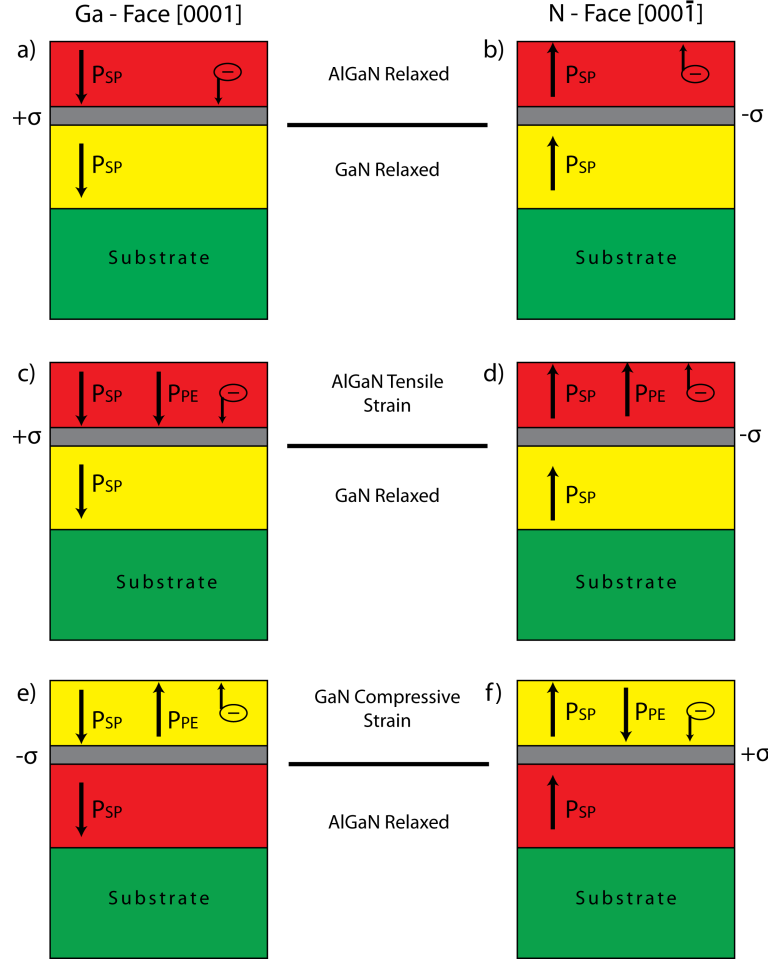 Ga - Face [0001]
N - Face [0001̄]
a)
PSP
−
+σ
PSP
Substrate
AlGaN Relaxed
GaN Relaxed
b)
PSP
−
-σ
PSP
Substrate
c)
PSP
PPE
−
+σ
PSP
Substrate
AlGaN Tensile
Strain
GaN Relaxed
d)
PSP
PPE
−
-σ
PSP
Substrate
e)
PSP
PPE
−
-σ
PSP
Substrate
GaN Compressive
Strain
AlGaN Relaxed
f)
PSP
PPE
−
+σ
PSP
Substrate